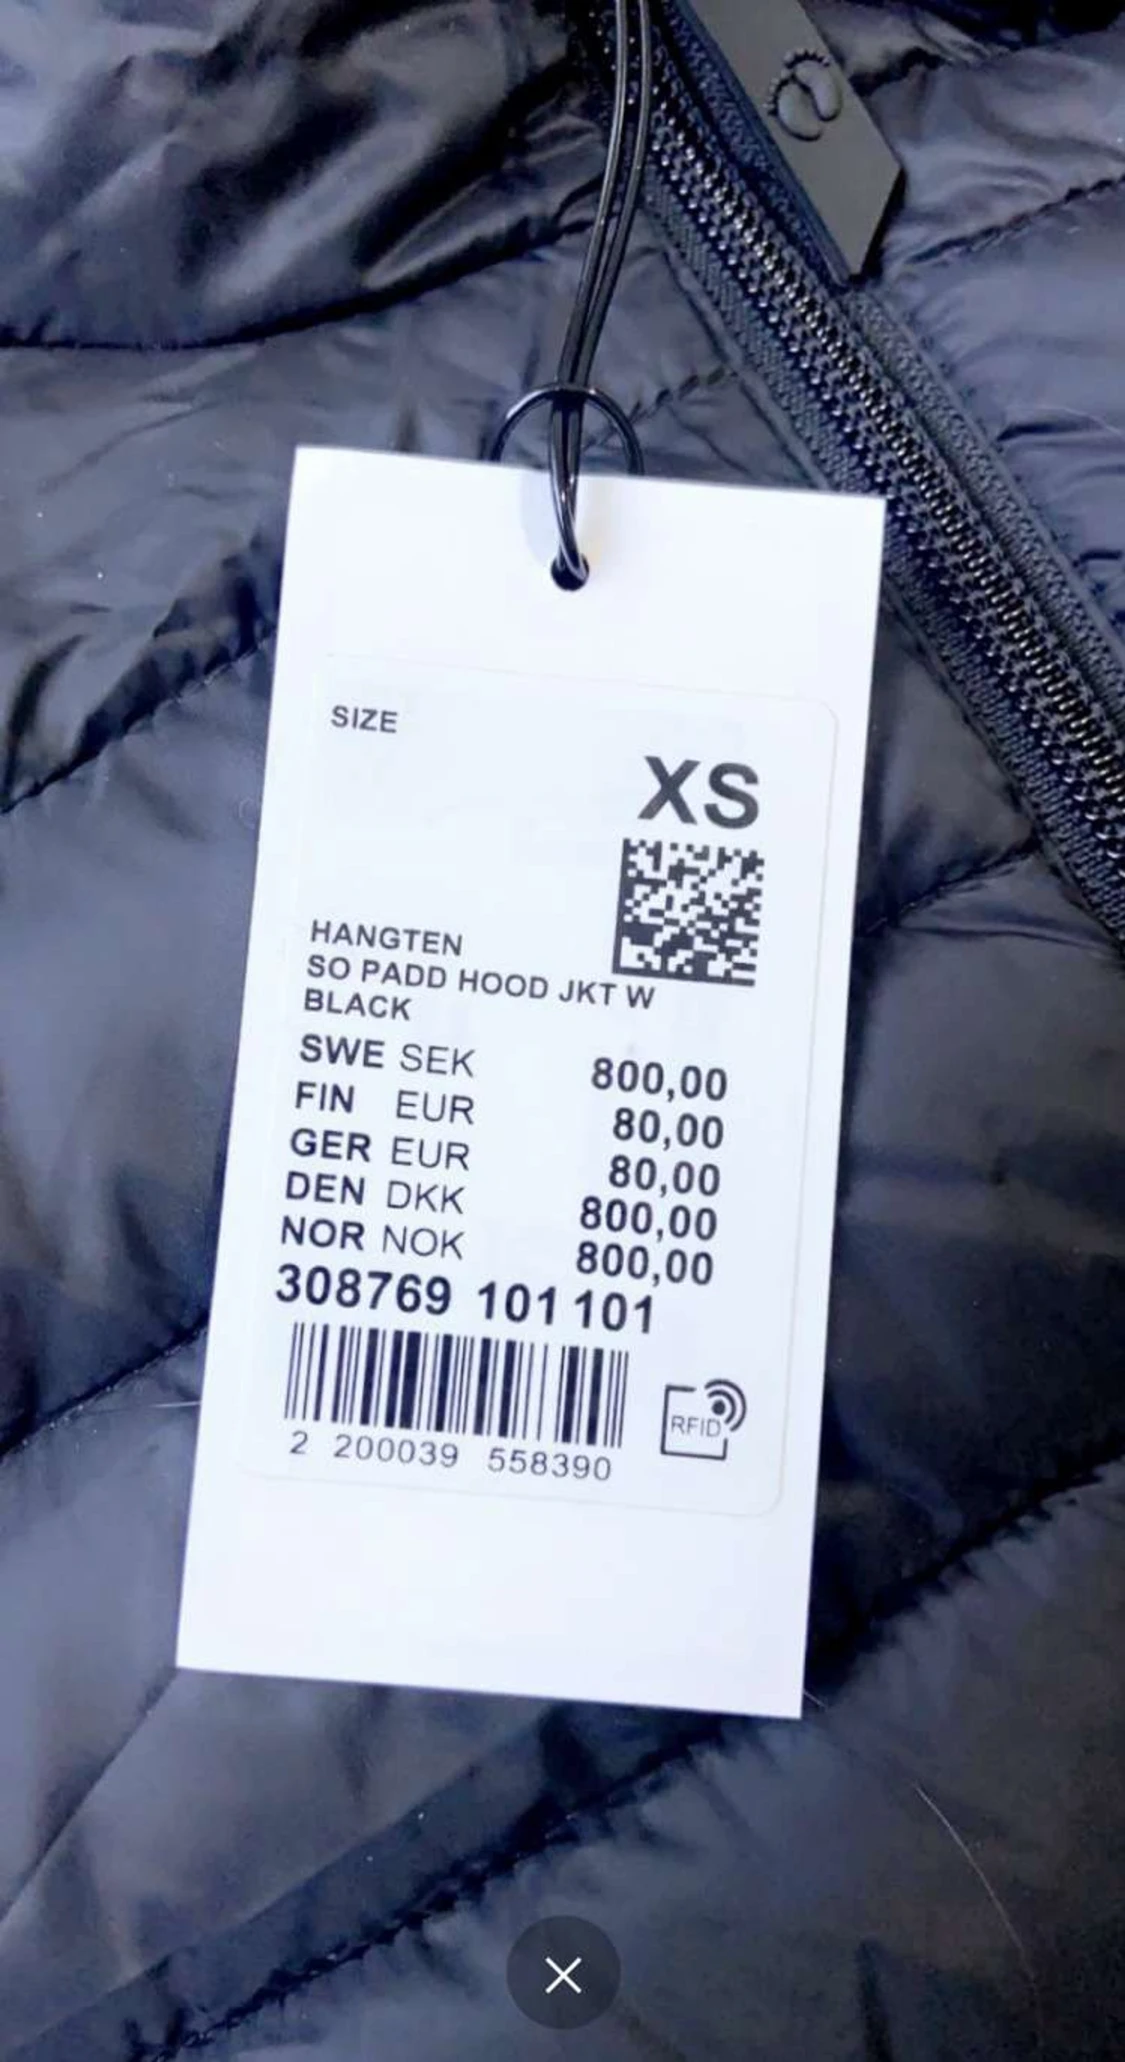 SIZE
XS
HANGTEN
SO PADD HOOD JKT W
BLACK
SWE SEK 800,00
FIN EUR 80,00
GER EUR 80,00
DEN DKK 800,00
NOR NOK 800,00
308769 101 101
2 200039 558390
RFID